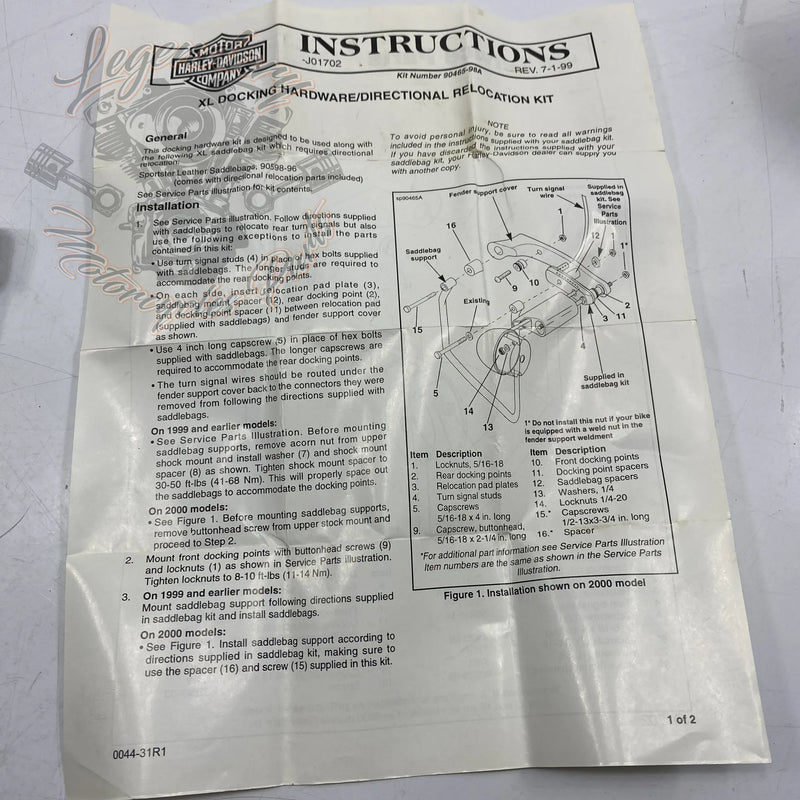 MOTOR
HARLEY-DAVIDSON
COMPANY
INSTRUCTIONS
-J01702
Kit Number 90465-98A
REV. 7-1-99
XL DOCKING HARDWARE/DIRECTIONAL RELOCATION KIT
General
This docking hardware kit is designed to be used along with
the following XL saddlebag kit which requires directional
relocation:
Sportster Leather Saddlebags, 90598-96
(comes with directional relocation parts included)
See Service Parts illustration for kit contents.
Installation
1. See Service Parts illustration. Follow directions supplied
with saddlebags to relocate rear turn signals but also
use the following exceptions to install the parts
contained in this kit:
• Use turn signal studs (4) in place of hex bolts supplied
with saddlebags. The longer studs are required to
accommodate the rear docking points.
• On each side, insert relocation pad plate (3),
saddlebag mount spacer (12), rear docking point (2),
and docking point spacer (11) between relocation pad
(supplied with saddlebags) and fender support cover
as shown.
• Use 4 inch long capscrew (5) in place of hex bolts
supplied with saddlebags. The longer capscrews are
required to accommodate the rear docking points.
• The turn signal wires should be routed under the
fender support cover back to the connectors they were
removed from following the directions supplied with
saddlebags.
On 1999 and earlier models:
• See Service Parts Illustration. Before mounting
saddlebag supports, remove acorn nut from upper
shock mount and install washer (7) and shock mount
spacer (8) as shown. Tighten shock mount spacer to
30-50 ft-lbs (41-68 Nm). This will properly space out
the saddlebags to accommodate the docking points.
On 2000 models:
• See Figure 1. Before mounting saddlebag supports,
remove buttonhead screw from upper stock mount and
proceed to Step 2.
2. Mount front docking points with buttonhead screws (9)
and locknuts (1) as shown in Service Parts illustration.
Tighten locknuts to 8-10 ft-lbs (11-14 Nm).
3. On 1999 and earlier models:
Mount saddlebag support following directions supplied
in saddlebag kit and install saddlebags.
On 2000 models:
• See Figure 1. Install saddlebag support according to
directions supplied in saddlebag kit, making sure to
use the spacer (16) and screw (15) supplied in this kit.
NOTE
To avoid personal injury, be sure to read all warnings
included in the instructions supplied with your saddlebag kit.
If you have discarded the instructions supplied with your
saddlebag kit, your Harley-Davidson dealer can supply you
with another copy.
Fender support cover
Turn signal
wire
Supplied in
saddlebag
kit. See
Service
Parts
Illustration
16
1
12
1
1*
Saddlebag
support
9
10
Existing
2
3
11
15
4
5
Supplied in
saddlebag kit
14
13
1* Do not install this nut if your bike
is equipped with a weld nut in the
fender support weldment
Item Description
1. Locknuts, 5/16-18
2. Rear docking points
3. Relocation pad plates
4. Turn signal studs
5. Capscrews
5/16-18 x 4 in. long
9. Capscrew, buttonhead,
5/16-18 x 2-1/4 in. long
Item Description
10. Front docking points
11. Docking point spacers
12. Saddlebag spacers
13. Washers, 1/4
14. Locknuts 1/4-20
15.* Capscrews
1/2-13x3-3/4 in. long
16.* Spacer
*For additional part information see Service Parts Illustration
Item numbers are the same as shown in the Service Parts
Illustration.
Figure 1. Installation shown on 2000 model
1 of 2
0044-31R1